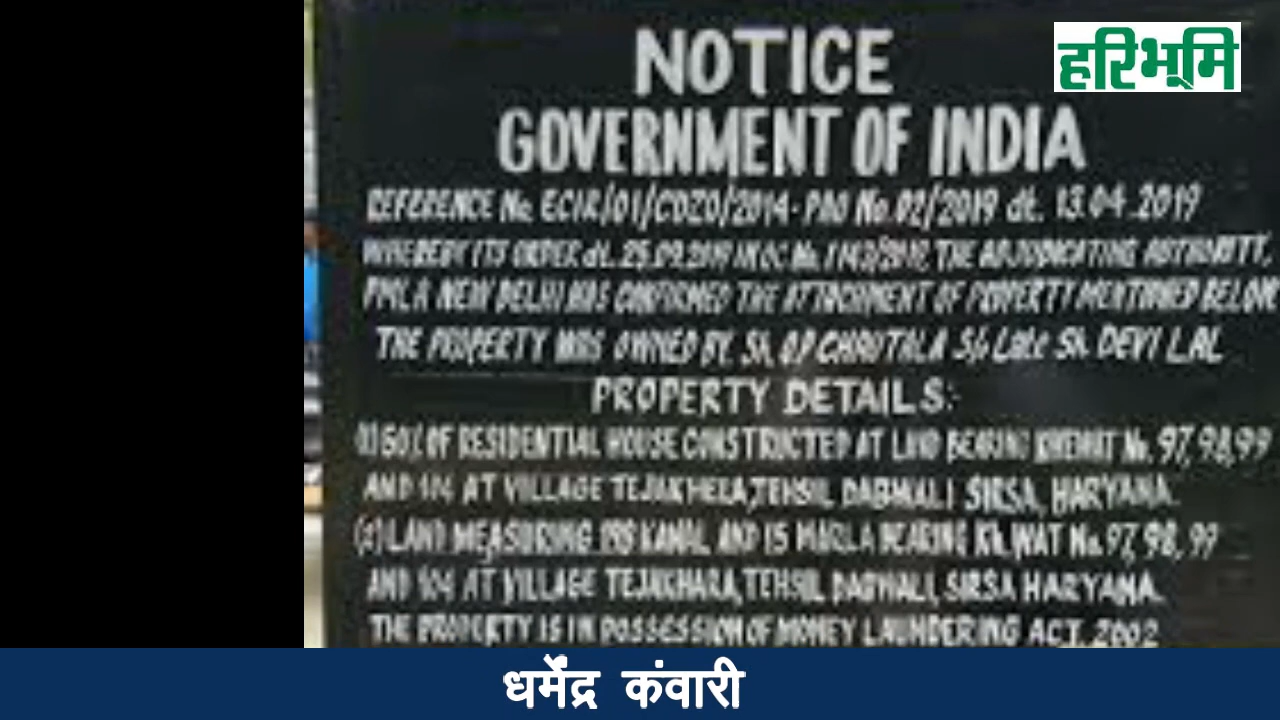 हरिभूमि
NOTICE
GOVERNMENT OF INDIA
REFERENCE No. ECIR/01/CDZO/2014 - PAO No.02/2019 dt. 13.04.2019
WHEREBY ITS ORDER dt. 25.09.2019 IN OC No. 1143/2019, THE ADJUDICATING AUTHORITY,
PMLA NEW DELHI HAS CONFIRMED THE ATTACHMENT OF PROPERTY MENTIONED BELOW
THE PROPERTY WAS OWNED BY. Sh. OP CHAUTALA S/o Late Sh. DEVI LAL
PROPERTY DETAILS:-
(1) 50% OF RESIDENTIAL HOUSE CONSTRUCTED AT LAND BEARING KHEWAT No. 97, 98, 99
AND 104 AT VILLAGE TEJAKHERA, TEHSIL DABWALI SIRSA, HARYANA.
(2) LAND MEASURING KANAL AND 15 MARLA BEARING KH.WAT No. 97, 98, 99
AND 104 AT VILLAGE TEJAKHARA, TEHSIL DABWALI, SIRSA HARYANA.
THE PROPERTY IS IN POSSESSION OF MONEY LAUNDERING ACT. 2002
धर्मेंद्र कंवारी